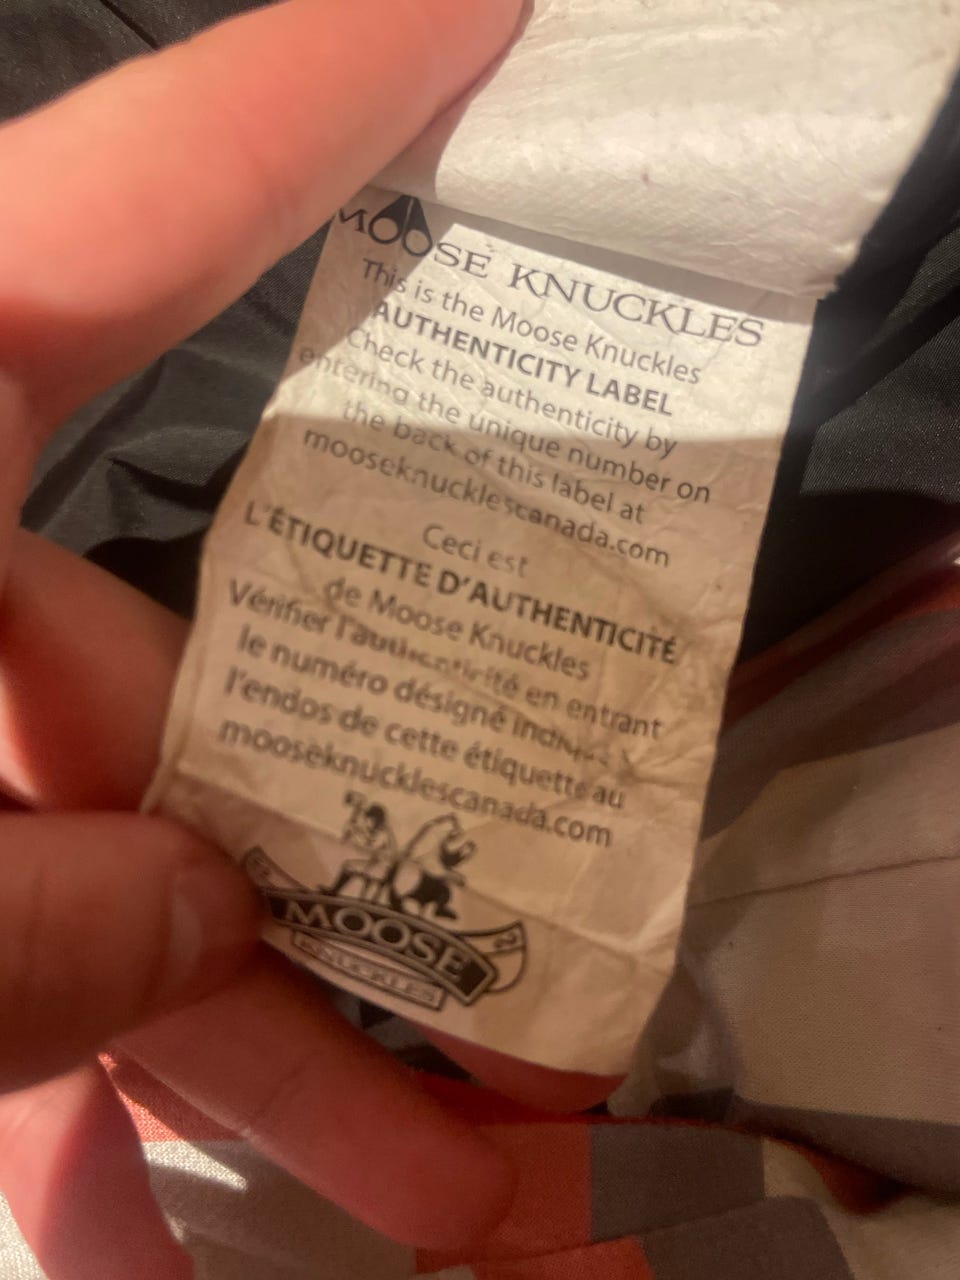 MOOSE KNUCKLES
This is the Moose Knuckles
AUTHENTICITY LABEL
Check the authenticity by
entering the unique number on
the back of this label at
mooseknucklescanada.com
Ceci est
L'ÉTIQUETTE D'AUTHENTICITÉ
de Moose Knuckles
Vérifier l'authenticité en entrant
le numéro désigné
l'endos de cette étiquette au
mooseknucklescanada.com
MOOSE
KNUCKLES